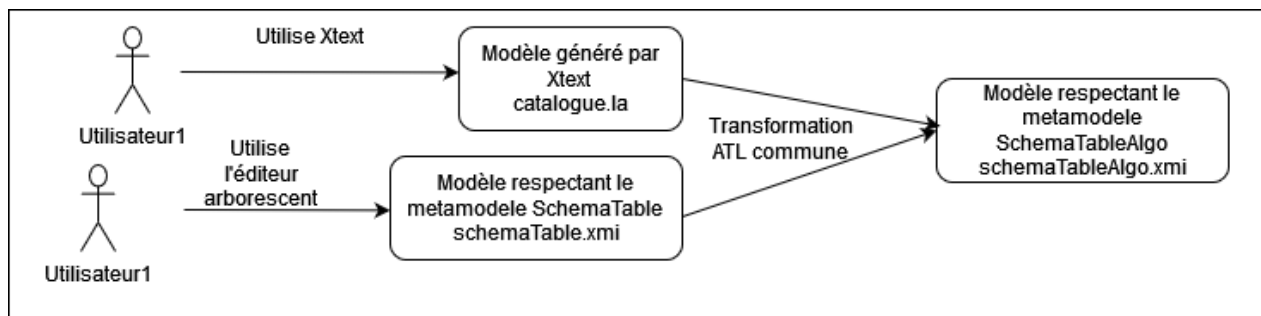 Utilise Xtext
Modèle généré par
Xtext
catalogue.la
Utilisateur1
Utilise
l'éditeur
arborescent
Modèle respectant le
metamodele SchemaTable
schemaTable.xmi
Utilisateur1
Transformation
ATL commune
Modèle respectant le
metamodele
SchemaTableAlgo
schemaTableAlgo.xmi